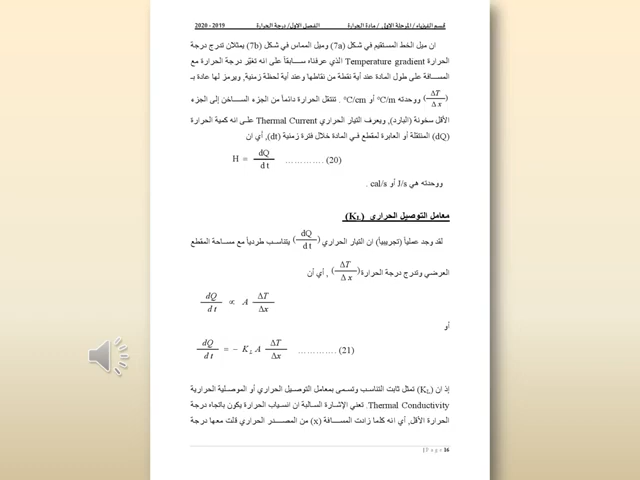 قسم الفيزياء / المرحلة الاولى / مادة الحرارة الفصل الاول/ درجة الحرارة 2019 - 2020
ان ميل الخط المستقيم في شكل (7a) وميل المماس في شكل (7b) يمثلان تدرج درجة
الحرارة Temperature gradient الذي عرفناه سابقاً على انه تغيّر درجة الحرارة مع
المسافة على طول المادة عند أية نقطة من نقاطها وعند أية لحظة زمنية، ويرمز لها عادة بـ
(ΔT/Δx) ووحدته C/m° أو C/cm° . تنتقل الحرارة دائماً من الجزء الساخن إلى الجزء
الأقل سخونة (البارد)، ويعرف التيار الحراري Thermal Current على انه كمية الحرارة
(dQ) المنتقلة أو العابرة لمقطع في المادة خلال فترة زمنية (dt)، أي ان
H = dQ/dt ………… (20)
ووحدته هي J/s أو cal/s .
معامل التوصيل الحراري (K_L)
لقد وجد عملياً (تجريبياً) ان التيار الحراري (dQ/dt) يتناسب طردياً مع مساحة المقطع
العرضي وتدرج درجة الحرارة (ΔT/Δx) , أي أن
dQ/dt ∝ A ΔT/Δx
أو
dQ/dt = – K_L A ΔT/Δx ………… (21)
إذ ان (K_L) تمثل ثابت التناسب وتسمى بمعامل التوصيل الحراري أو الموصلية الحرارية
Thermal Conductivity. تعني الإشارة السالبة ان انسياب الحرارة يكون باتجاه درجة
الحرارة الأقل, أي انه كلما زادت المسافة (x) من المصدر الحراري قلت معها درجة
| P a g e 16